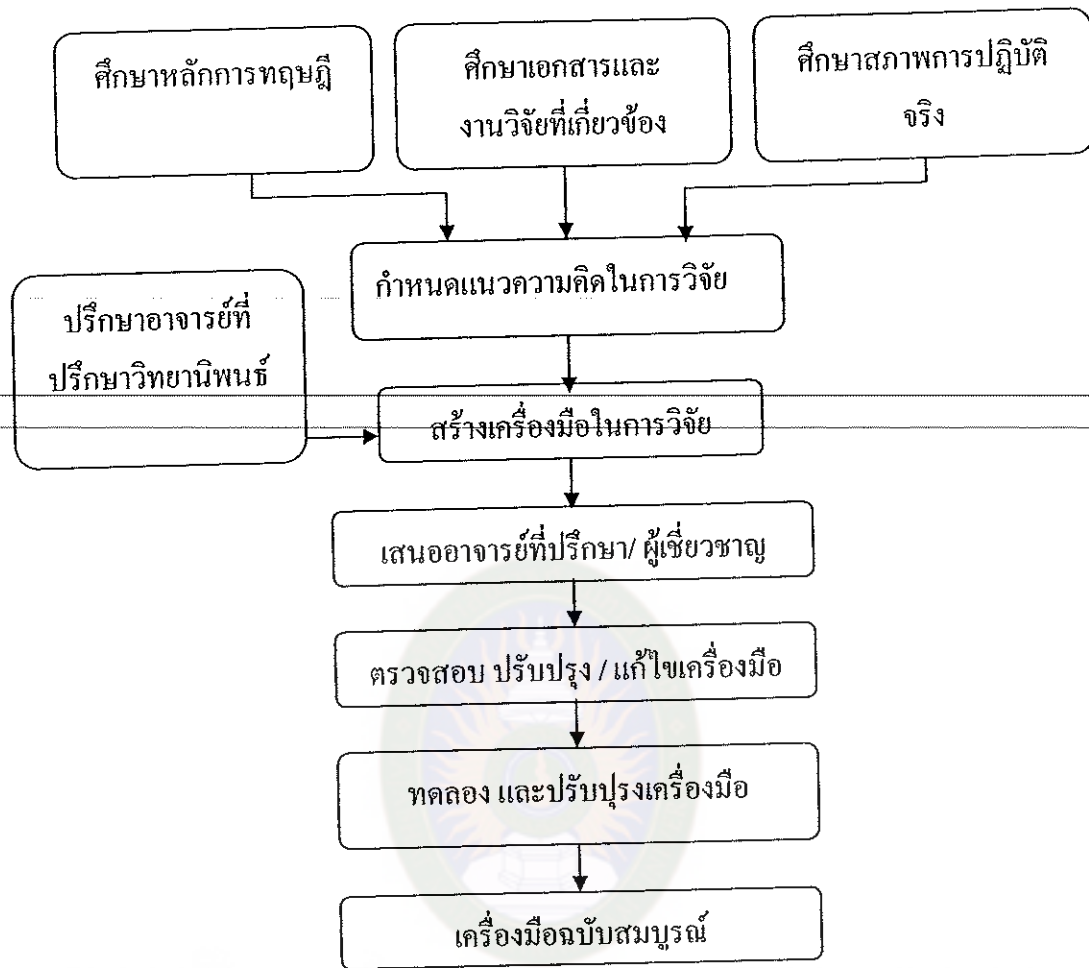 ศึกษาหลักการทฤษฎี
ศึกษาเอกสารและ
งานวิจัยที่เกี่ยวข้อง
ศึกษาสภาพการปฏิบัติ
จริง
กำหนดแนวความคิดในการวิจัย
ปรึกษาอาจารย์ที่
ปรึกษาวิทยานิพนธ์
สร้างเครื่องมือในการวิจัย
เสนออาจารย์ที่ปรึกษา/ ผู้เชี่ยวชาญ
ตรวจสอบ ปรับปรุง / แก้ไขเครื่องมือ
ทดลอง และปรับปรุงเครื่องมือ
เครื่องมือฉบับสมบูรณ์